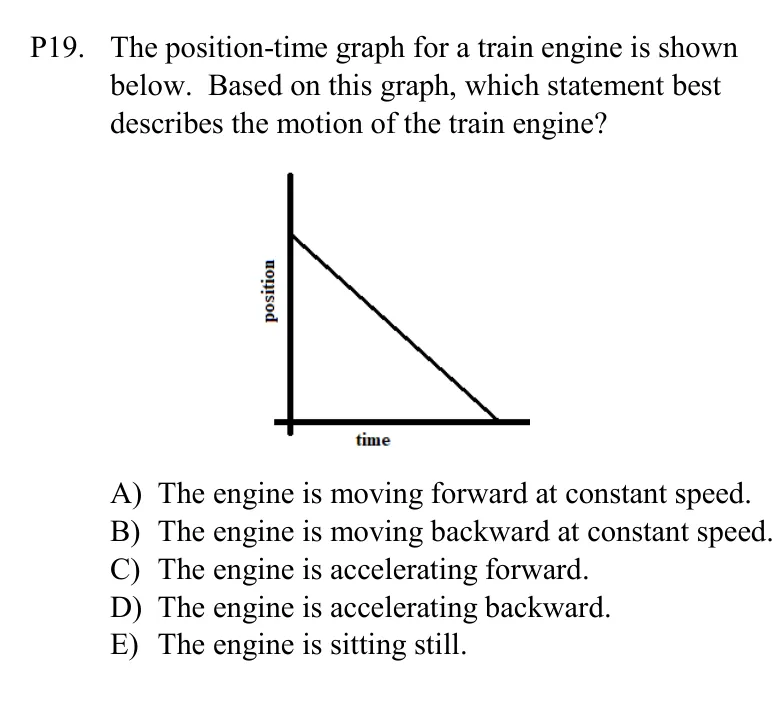 P19. The position-time graph for a train engine is shown
below. Based on this graph, which statement best
describes the motion of the train engine?
position
time
A) The engine is moving forward at constant speed.
B) The engine is moving backward at constant speed.
C) The engine is accelerating forward.
D) The engine is accelerating backward.
E) The engine is sitting still.